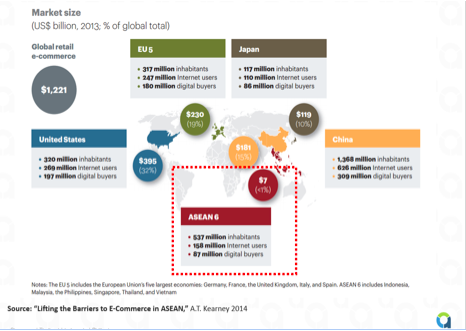 Market size
(US$ billion, 2013; % of global total)
Global retail
e-commerce
$1,221
EU 5
• 317 million inhabitants
• 247 million Internet users
• 180 million digital buyers
Japan
• 117 million inhabitants
• 110 million Internet users
• 86 million digital buyers
$230
(19%)
$119
(10%)
United States
• 320 million inhabitants
• 269 million Internet users
• 197 million digital buyers
$395
(32%)
$181
(15%)
China
• 1,368 million inhabitants
• 626 million Internet users
• 309 million digital buyers
$7
(<1%)
ASEAN 6
• 537 million inhabitants
• 158 million Internet users
• 87 million digital buyers
Notes: The EU 5 includes the European Union's five largest economies: Germany, France, the United Kingdom, Italy, and Spain. ASEAN 6 includes Indonesia,
Malaysia, the Philippines, Singapore, Thailand, and Vietnam
Source: "Lifting the Barriers to E-Commerce in ASEAN," A.T. Kearney 2014